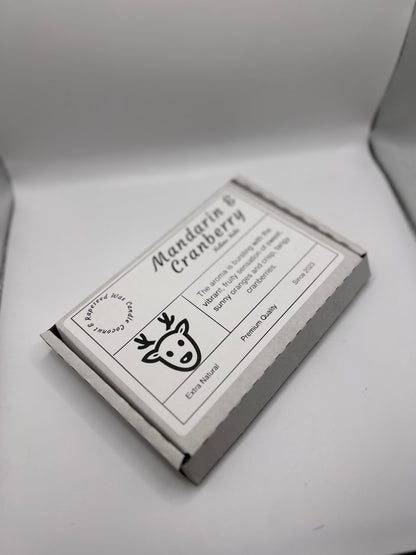 Mandarin &
Cranberry
The aroma is bursting with the
vibrant, fruity sensation of sweet,
sunny oranges and crisp, tangy
cranberries.
Coconut & Rapeseed Wax Candle
Extra Natural
Premium Quality
Since 2023